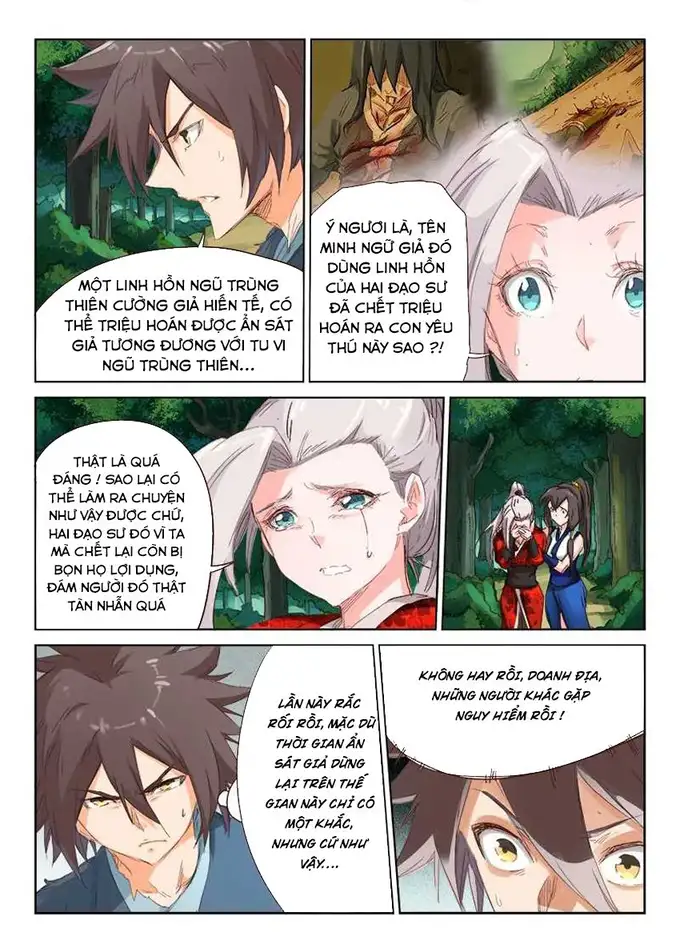 MỘT LINH HỒN NGŨ TRÙNG
THIÊN CƯỜNG GIẢ HIẾN TẾ, CÓ
THỂ TRIỆU HOÁN ĐƯỢC ẨN SÁT
GIẢ TƯƠNG ĐƯƠNG VỚI TU VI
NGŨ TRÙNG THIÊN...
Ý NGƯƠI LÀ, TÊN
MINH NGỮ GIẢ ĐÓ
DÙNG LINH HỒN
CỦA HAI ĐẠO SƯ
ĐÃ CHẾT TRIỆU
HOÁN RA CON YÊU
THÚ NÀY SAO ?!
THẬT LÀ QUÁ
ĐÁNG ! SAO LẠI CÓ
THỂ LÀM RA CHUYỆN
NHƯ VẬY ĐƯỢC CHỨ,
HAI ĐẠO SƯ ĐÓ VÌ TA
MÀ CHẾT LẠI CÒN BỊ
BỌN HỌ LỢI DỤNG,
ĐÁM NGƯỜI ĐÓ THẬT
TÀN NHẪN QUÁ
LẦN NÀY RẮC
RỐI RỒI, MẶC DÙ
THỜI GIAN ẨN
SÁT GIẢ DỪNG
LẠI TRÊN THẾ
GIAN NÀY CHỈ CÓ
MỘT KHẮC,
NHƯNG CỨ NHƯ
VẬY....
KHÔNG HAY RỒI, DOANH ĐỊA,
NHỮNG NGƯỜI KHÁC GẶP
NGUY HIỂM RỒI !